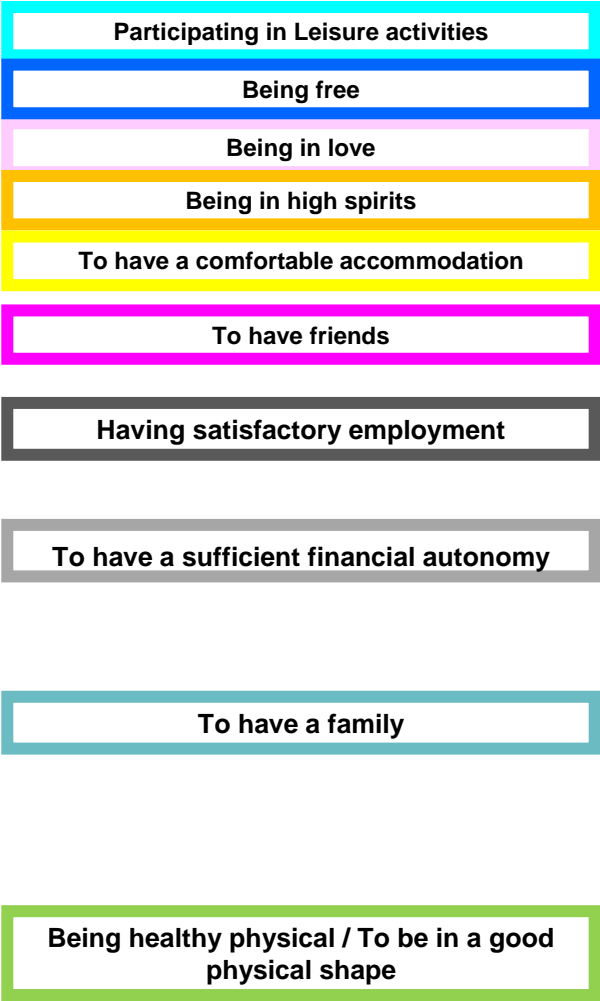 Participating in Leisure activities
Being free
Being in love
Being in high spirits
To have a comfortable accommodation
To have friends
Having satisfactory employment
To have a sufficient financial autonomy
To have a family
Being healthy physical / To be in a good
physical shape